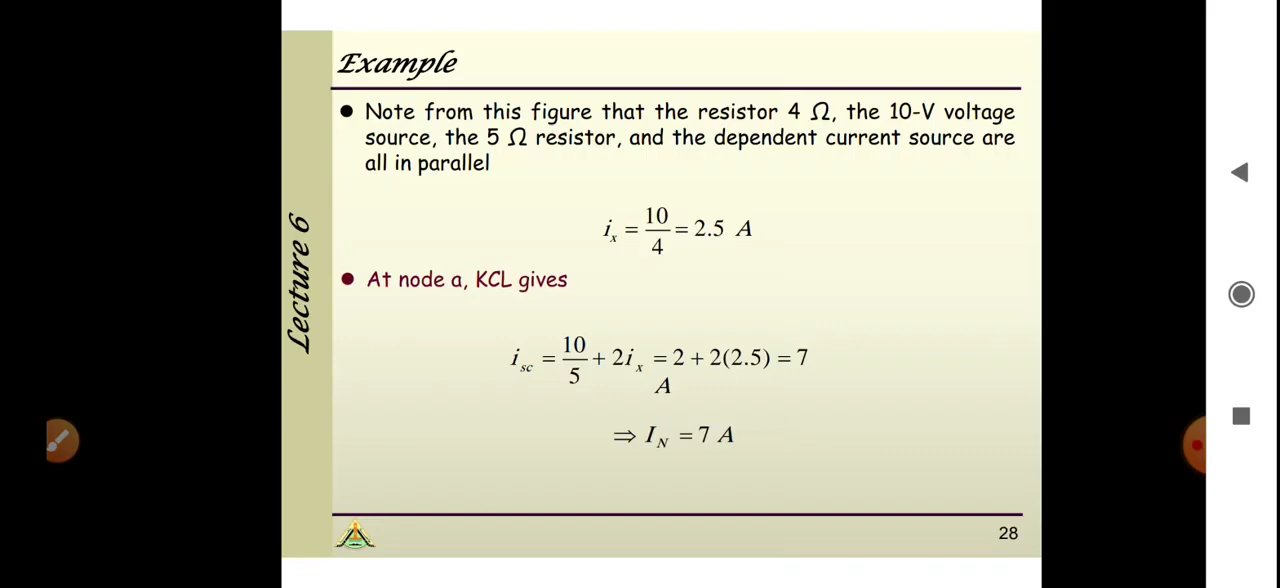 Example
Lecture 6
● Note from this figure that the resistor 4 Ω, the 10-V voltage
source, the 5 Ω resistor, and the dependent current source are
all in parallel
i_x = 10/4 = 2.5 A
● At node a, KCL gives
i_sc = 10/5 + 2i_x = 2 + 2(2.5) = 7
A
⇒ I_N = 7 A
28